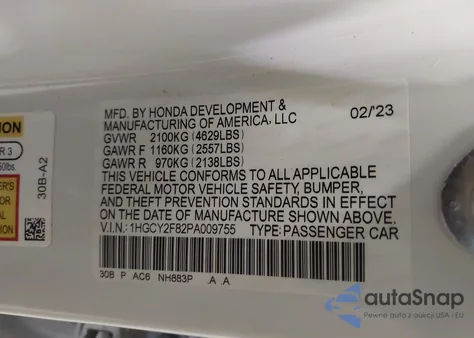 MFD. BY HONDA DEVELOPMENT &
MANUFACTURING OF AMERICA, LLC
02/'23
GVWR 2100KG (4629LBS)
GAWR F 1160KG (2557LBS)
GAWR R 970KG (2138LBS)
THIS VEHICLE CONFORMS TO ALL APPLICABLE
FEDERAL MOTOR VEHICLE SAFETY, BUMPER,
AND THEFT PREVENTION STANDARDS IN EFFECT
ON THE DATE OF MANUFACTURE SHOWN ABOVE.
V.I.N.: 1HGCY2F82PA009755 TYPE: PASSENGER CAR
30B P AC6 NH883P .A .A
30B-A2
autoSnap